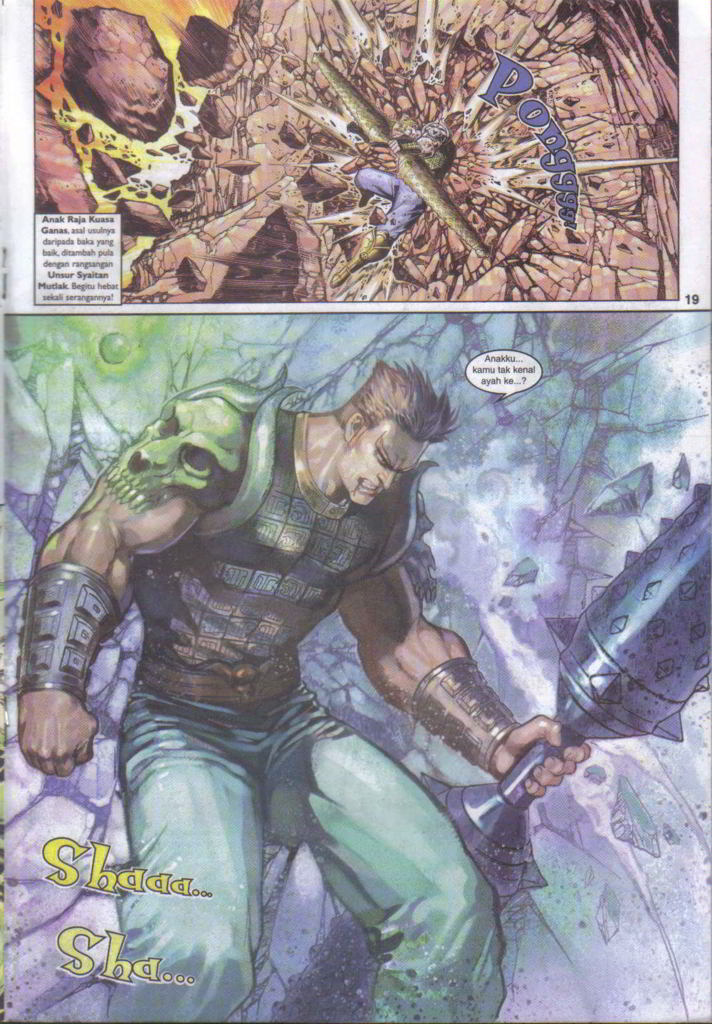 Ponggggg!
Anak Raja Kuasa
Ganas, asal usulnya
daripada baka yang
baik, ditambah pula
dengan rangsangan
Unsur Syaitan
Mutlak. Begitu hebat
sekali serangannya!
19
Anakku...
kamu tak kenal
ayah ke...?
Shaaa...
Sha...